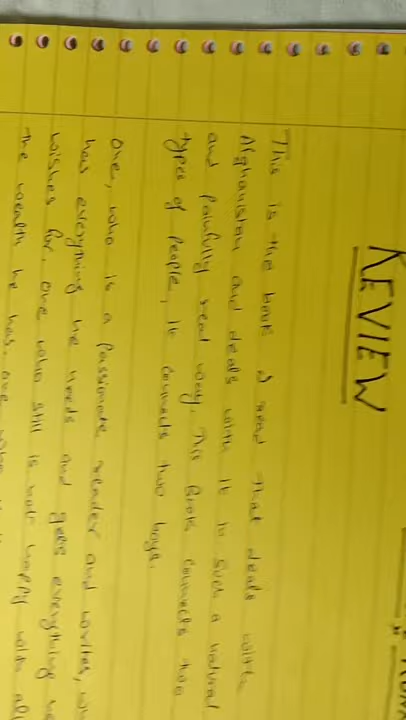 REVIEW
This is the book I read that deals with
Afghanistan and deals with it in such a natural
and painfully real way. This Book connects two
types of people, it connects two boys.
one, who is a passionate reader and writer,
has everything he needs and gets everything he
wishes for. one who still is not happy with all
the wealth he has. one